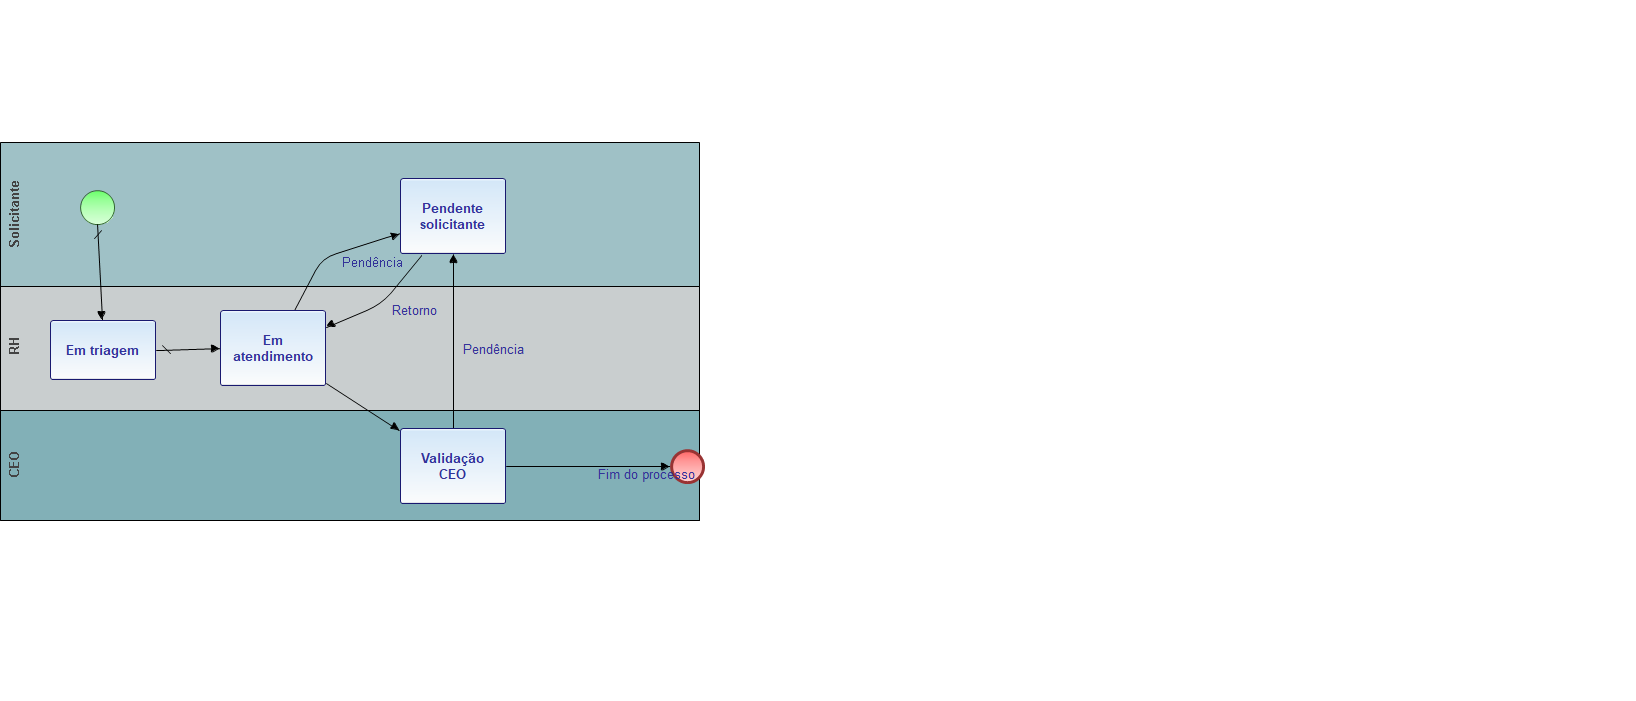 Solicitante
Pendente
solicitante
Pendência
Retorno
RH
Em triagem
Em
atendimento
Pendência
CEO
Validação
CEO
Fim do processo